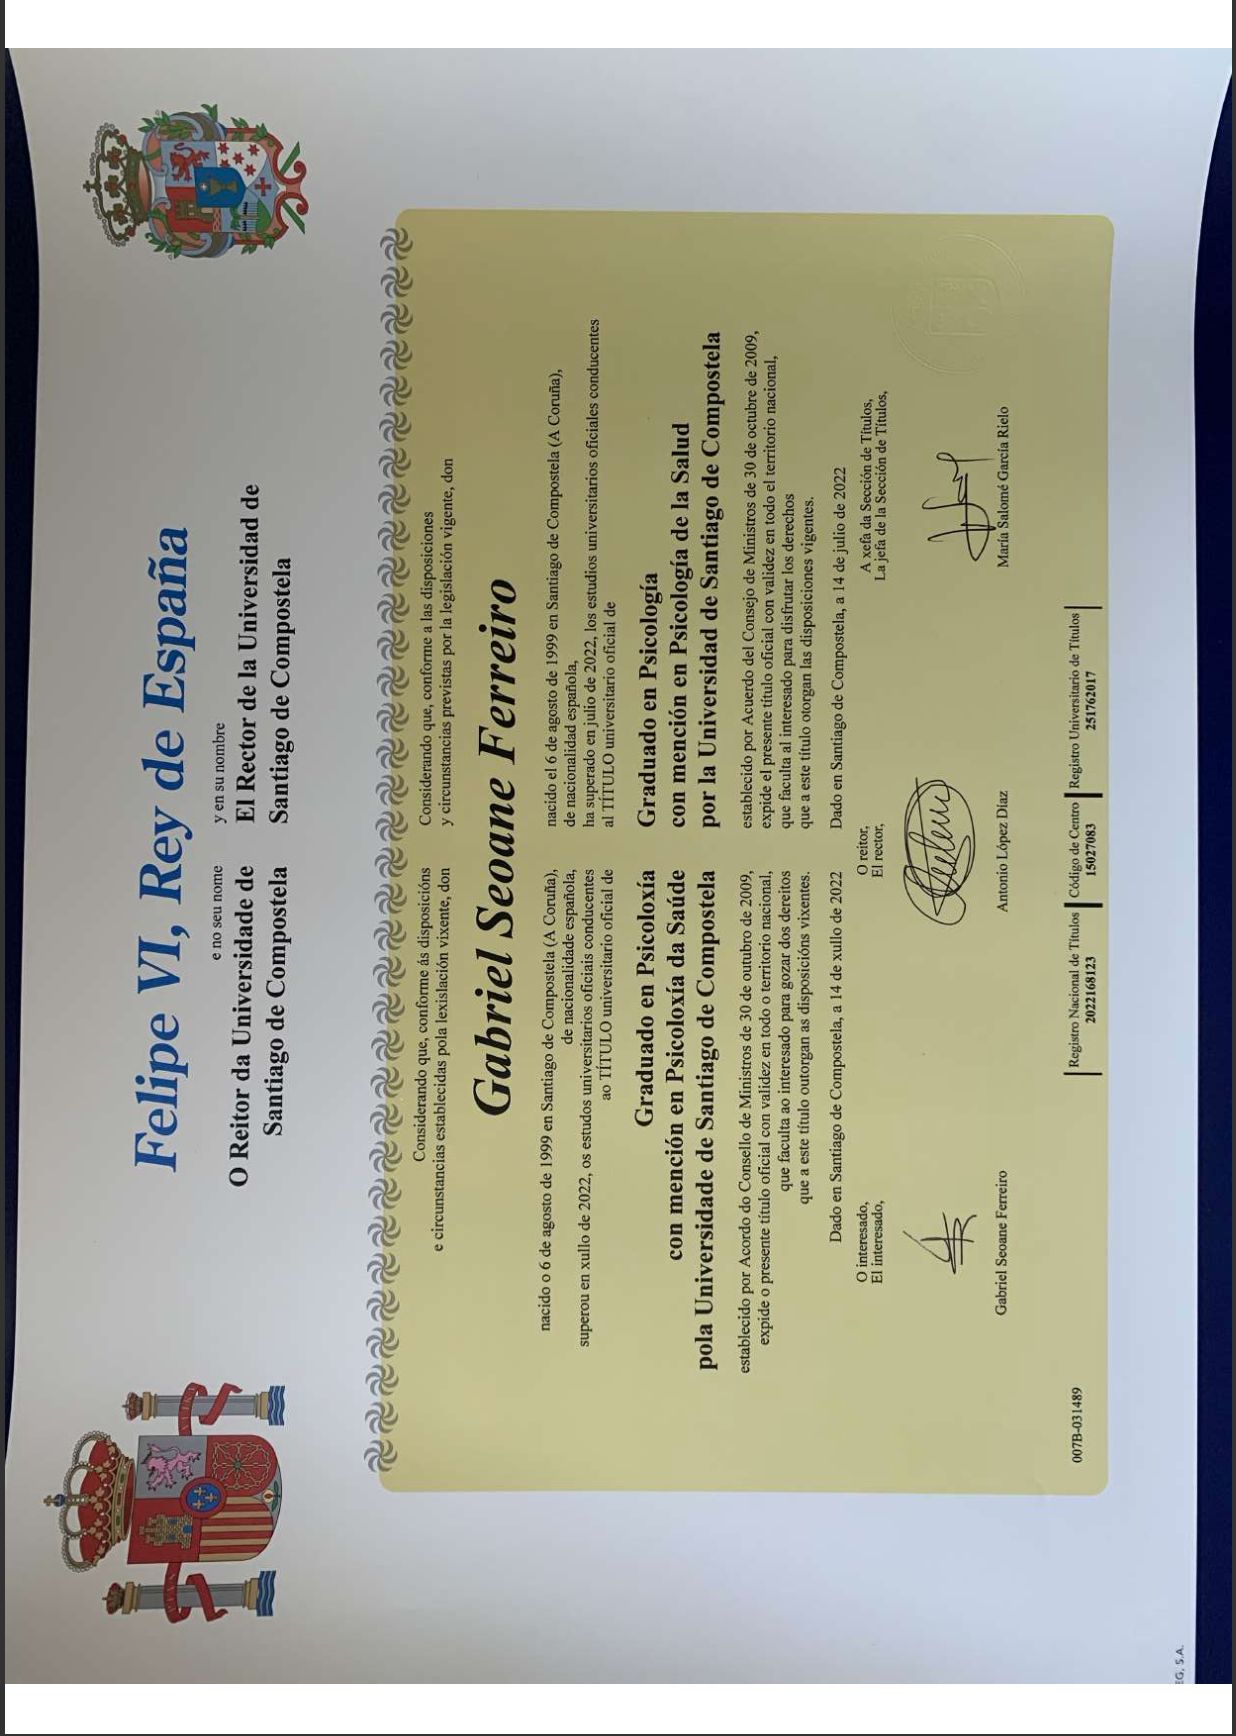 Felipe VI, Rey de España
e no seu nome
O Reitor da Universidade de
Santiago de Compostela
y en su nombre
El Rector de la Universidad de
Santiago de Compostela
Considerando que, conforme ás disposicións
e circunstancias establecidas pola lexislación vixente, don
Considerando que, conforme a las disposiciones
y circunstancias previstas por la legislación vigente, don
Gabriel Seoane Ferreiro
nacido o 6 de agosto de 1999 en Santiago de Compostela (A Coruña),
de nacionalidade española,
superou en xullo de 2022, os estudos universitarios oficiais conducentes
ao TÍTULO universitario oficial de
nacido el 6 de agosto de 1999 en Santiago de Compostela (A Coruña),
de nacionalidad española,
ha superado en julio de 2022, los estudios universitarios oficiales conducentes
al TÍTULO universitario oficial de
Graduado en Psicoloxía
con mención en Psicoloxía da Saúde
pola Universidade de Santiago de Compostela
Graduado en Psicología
con mención en Psicología de la Salud
por la Universidad de Santiago de Compostela
establecido por Acordo do Consello de Ministros de 30 de outubro de 2009,
expide o presente título oficial con validez en todo o territorio nacional,
que faculta ao interesado para gozar dos dereitos
que a este título outorgan as disposicións vixentes.
establecido por Acuerdo del Consejo de Ministros de 30 de octubre de 2009,
expide el presente título oficial con validez en todo el territorio nacional,
que faculta al interesado para disfrutar los derechos
que a este título otorgan las disposiciones vigentes.
Dado en Santiago de Compostela, a 14 de xullo de 2022
Dado en Santiago de Compostela, a 14 de julio de 2022
O interesado,
El interesado,
O reitor,
El rector,
A xefa da Sección de Títulos,
La jefa de la Sección de Títulos,
Gabriel Seoane Ferreiro
Antonio López Díaz
María Salomé García Rielo
007B-031489
Registro Nacional de Títulos
2022168123
Código de Centro
15027083
Registro Universitario de Títulos
251762017
EG, S.A.